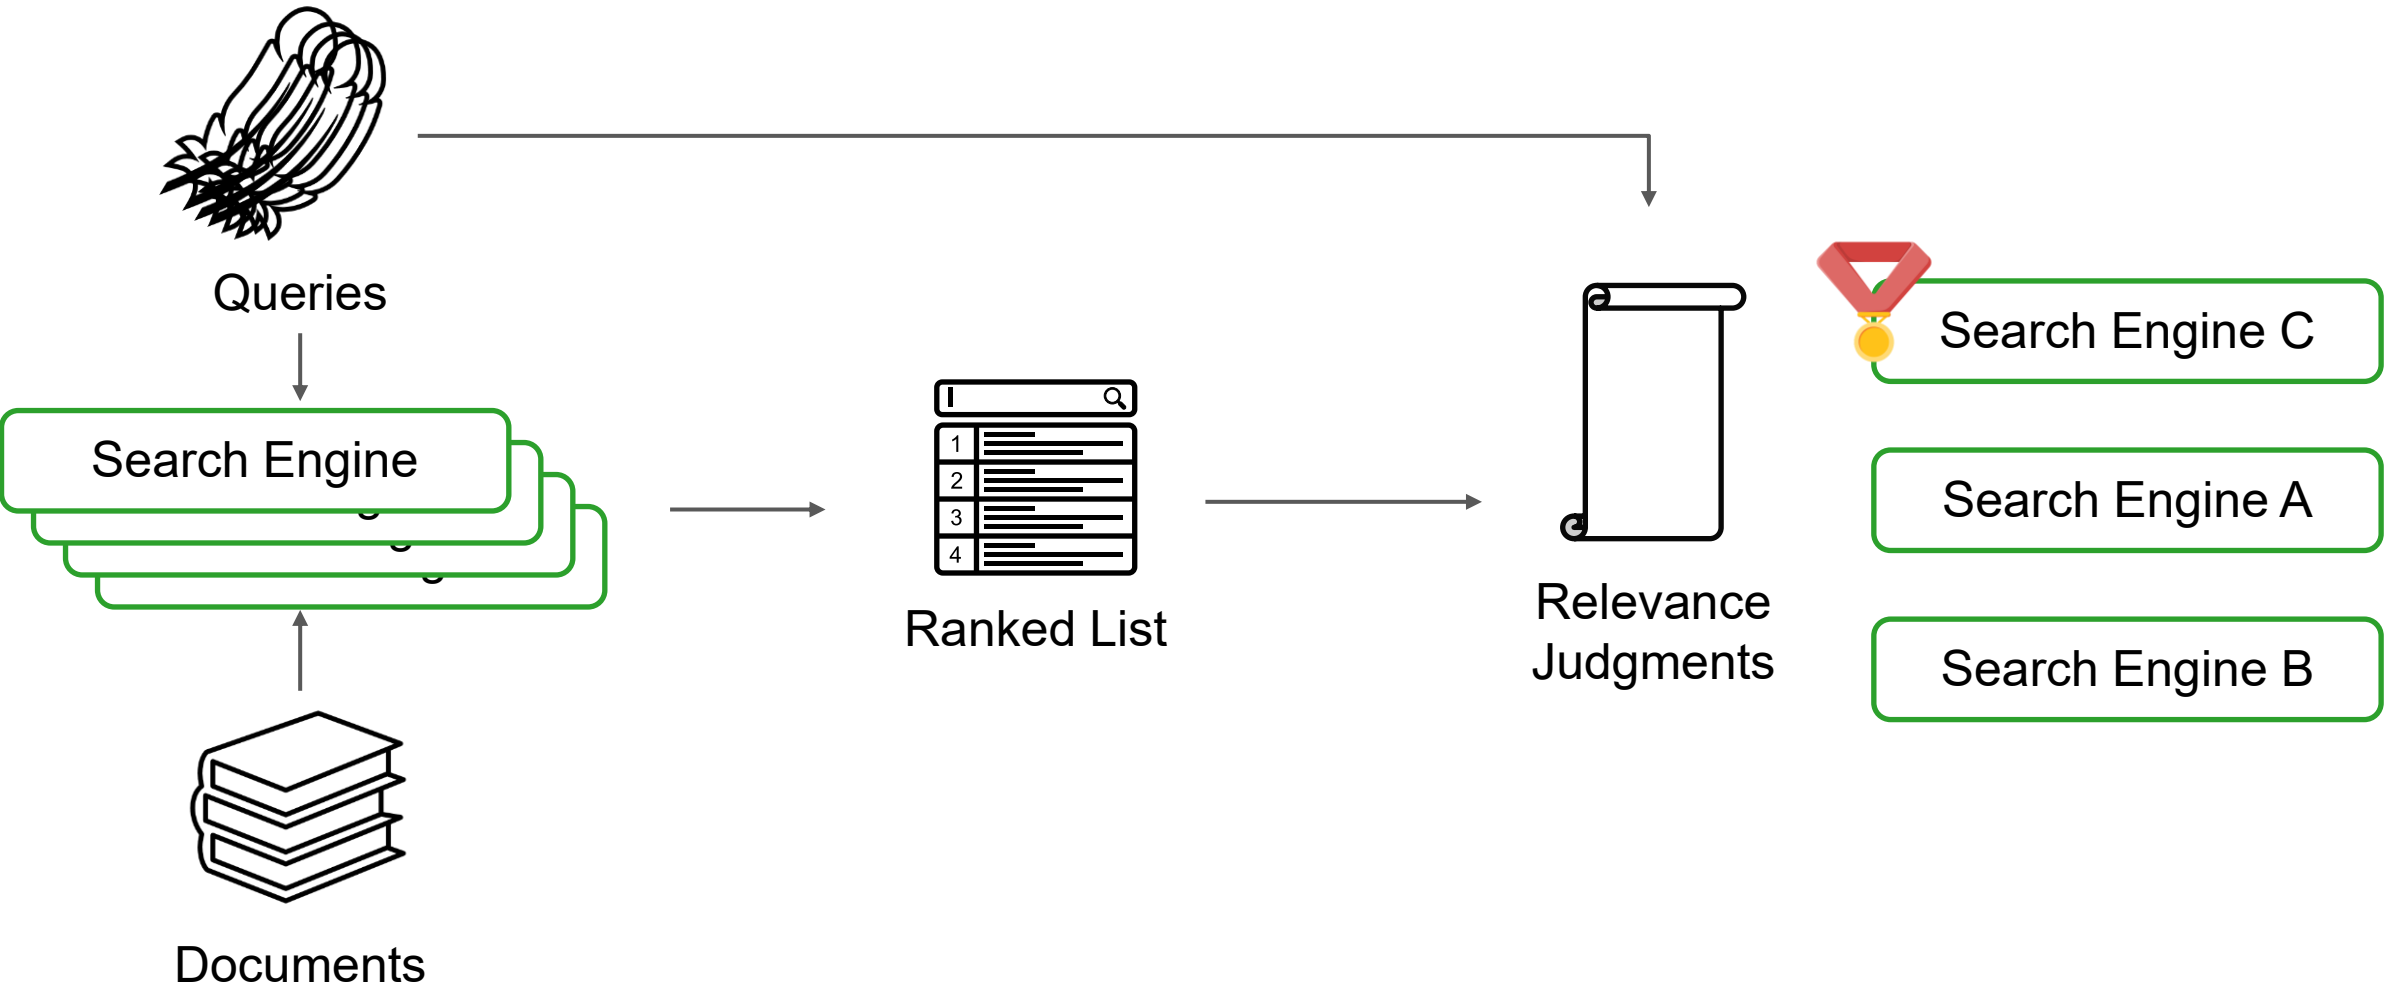 Queries
Search Engine
Documents
1
2
3
4
Ranked List
Relevance
Judgments
Search Engine C
Search Engine A
Search Engine B